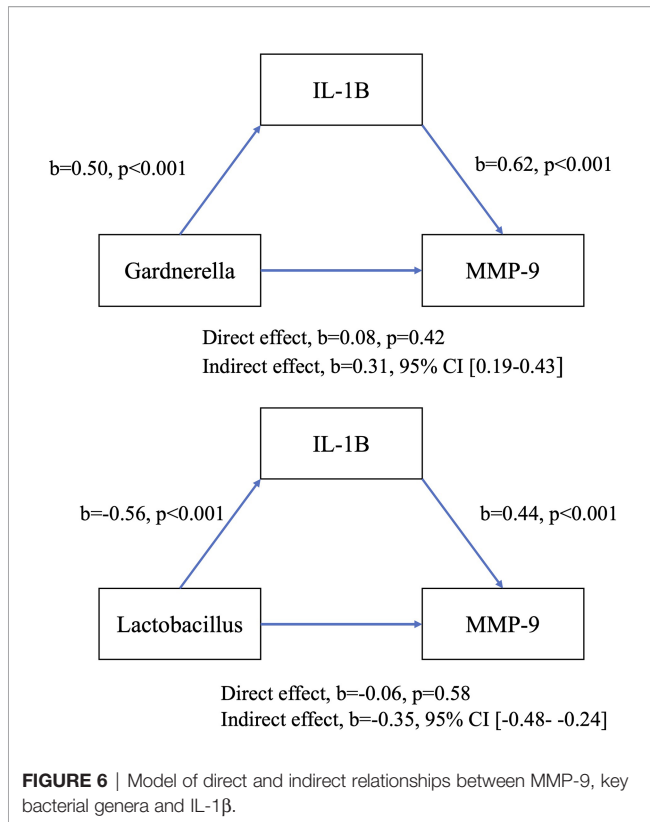 IL-1B
b=0.50, p<0.001
b=0.62, p<0.001
Gardnerella
MMP-9
Direct effect, b=0.08, p=0.42
Indirect effect, b=0.31, 95% CI [0.19-0.43]
IL-1B
b=-0.56, p<0.001
b=0.44, p<0.001
Lactobacillus
MMP-9
Direct effect, b=-0.06, p=0.58
Indirect effect, b=-0.35, 95% CI [-0.48- -0.24]
FIGURE 6 | Model of direct and indirect relationships between MMP-9, key
bacterial genera and IL-1β.